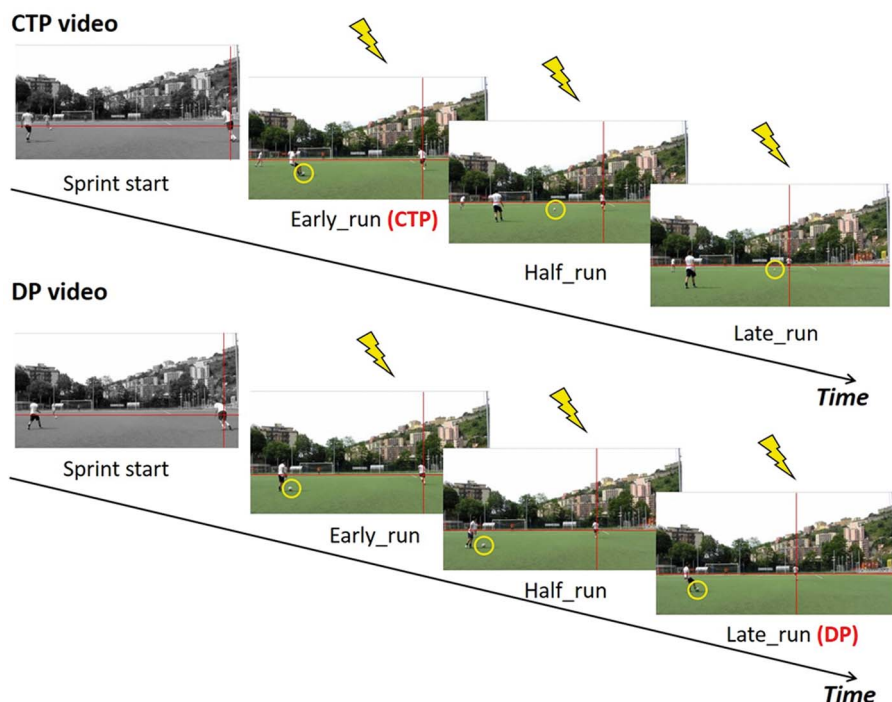 CTP video
Sprint start
Early_run (CTP)
Half_run
Late_run
Time
DP video
Sprint start
Early_run
Half_run
Late_run (DP)
Time